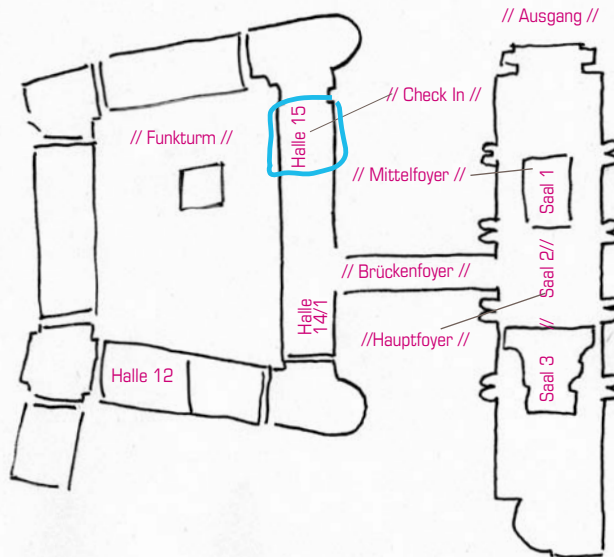 // Ausgang //
// Check In //
Halle 15
// Funkturm //
// Mittelfoyer //
Saal 1
// Brückenfoyer //
Saal 2//
Halle
14/1
//Hauptfoyer //
//
Halle 12
Saal 3